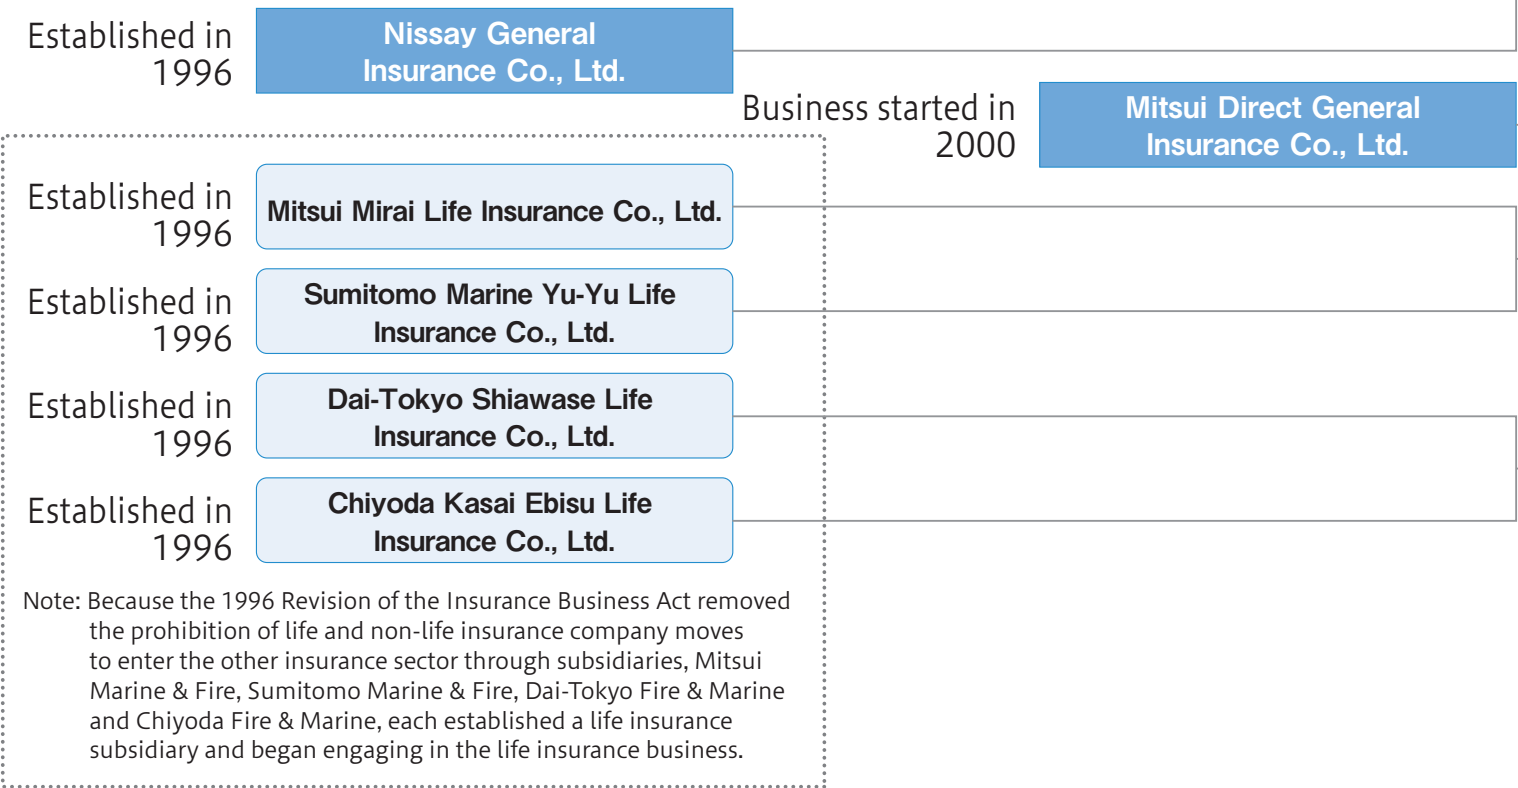 Established in
1996
Nissay General
Insurance Co., Ltd.
Business started in
2000
Mitsui Direct General
Insurance Co., Ltd.
Established in
1996
Mitsui Mirai Life Insurance Co., Ltd.
Established in
1996
Sumitomo Marine Yu-Yu Life
Insurance Co., Ltd.
Established in
1996
Dai-Tokyo Shiawase Life
Insurance Co., Ltd.
Established in
1996
Chiyoda Kasai Ebisu Life
Insurance Co., Ltd.
Note: Because the 1996 Revision of the Insurance Business Act removed
the prohibition of life and non-life insurance company moves
to enter the other insurance sector through subsidiaries, Mitsui
Marine & Fire, Sumitomo Marine & Fire, Dai-Tokyo Fire & Marine
and Chiyoda Fire & Marine, each established a life insurance
subsidiary and began engaging in the life insurance business.